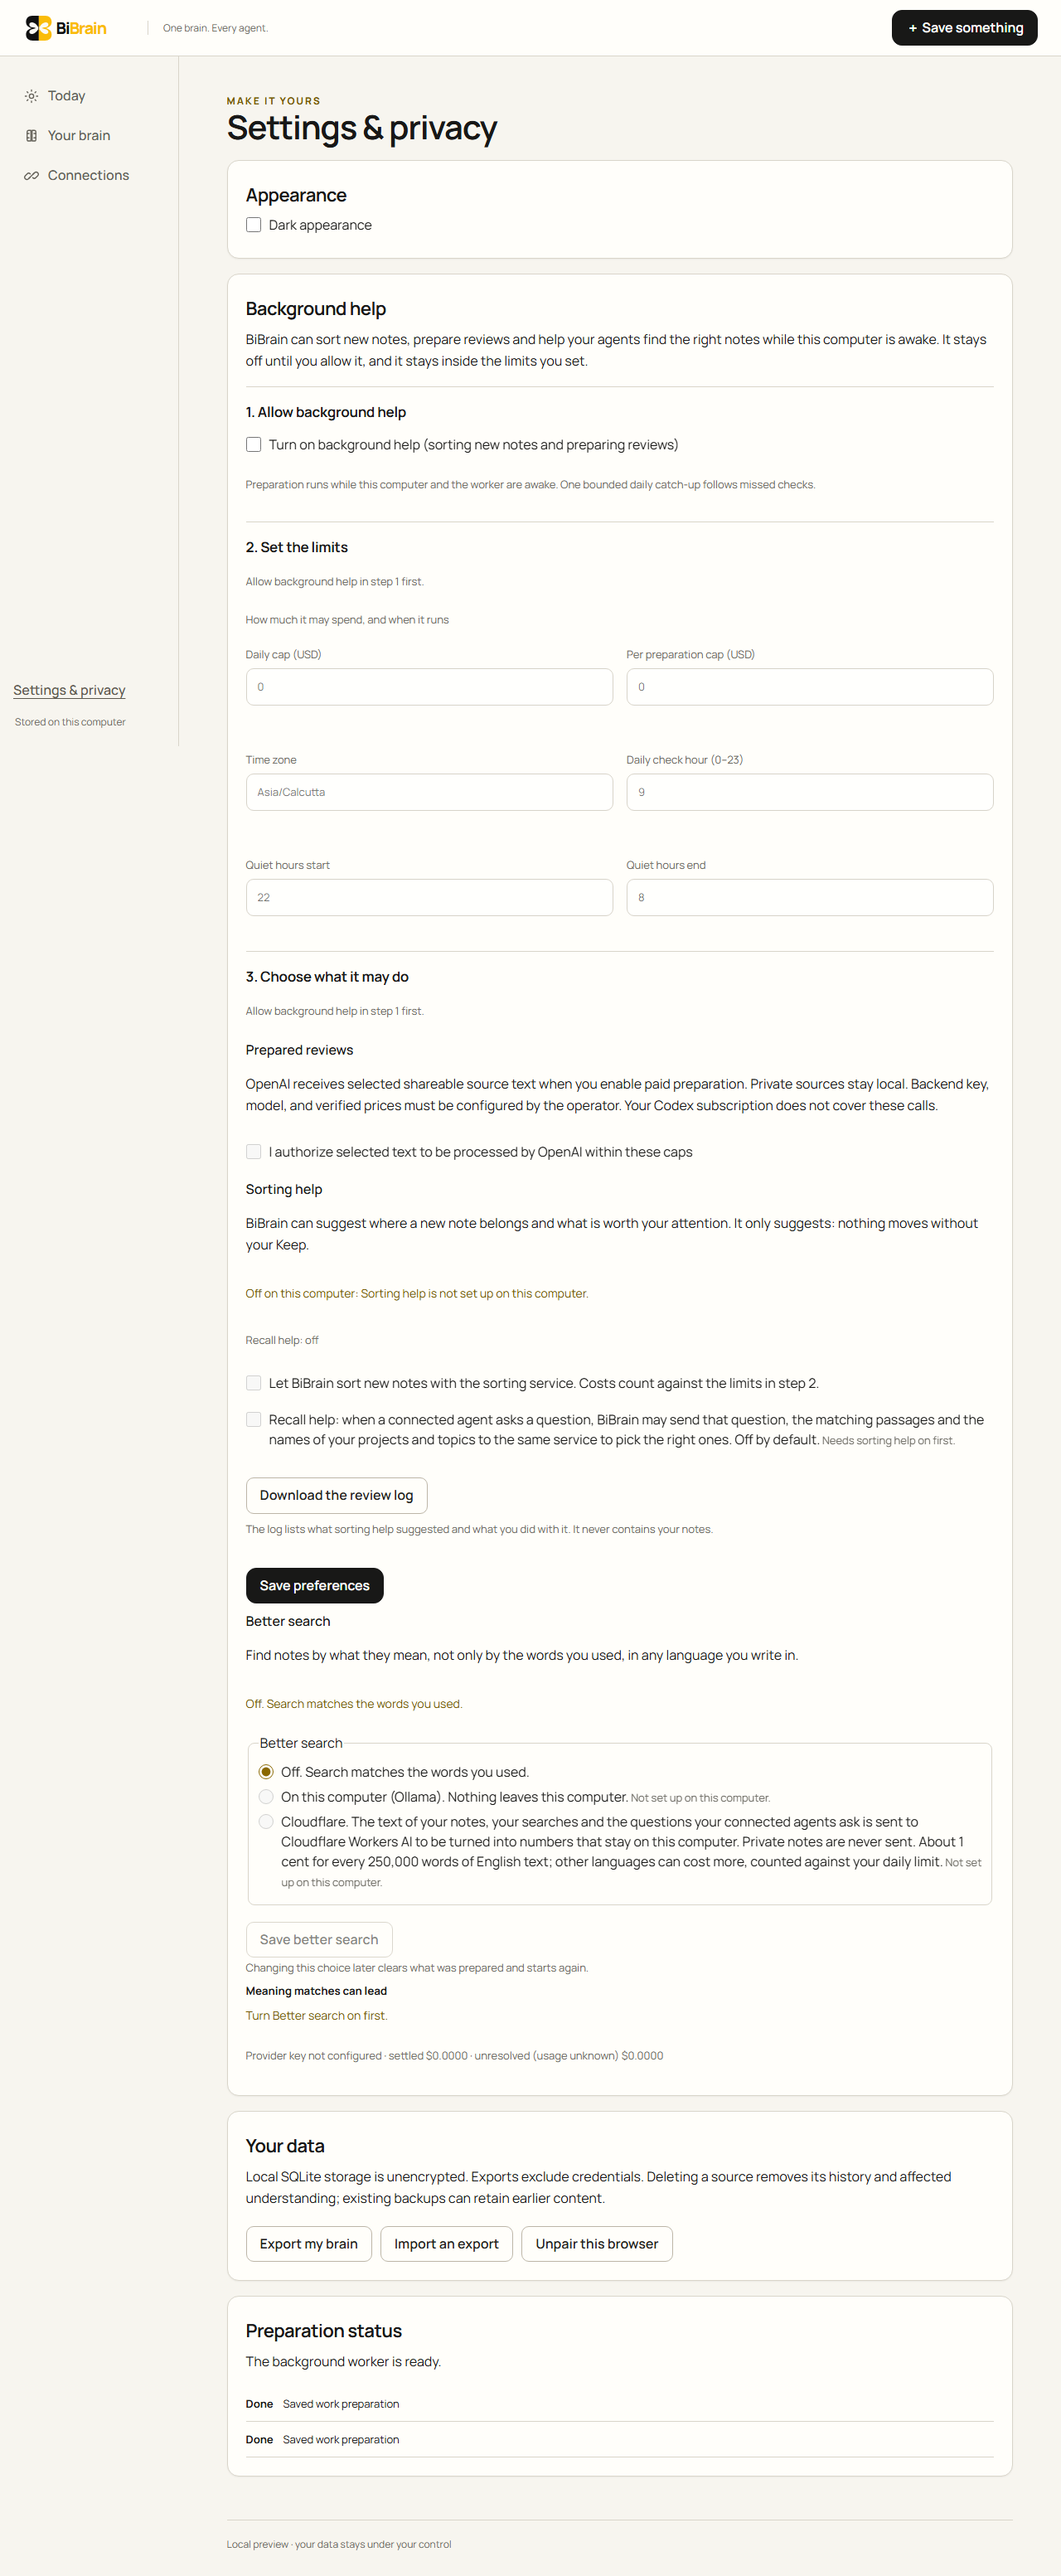 BiBrain
One brain. Every agent.
+ Save something
Today
Your brain
Connections
Settings & privacy
Stored on this computer
MAKE IT YOURS
Settings & privacy
Appearance
Dark appearance
Background help
BiBrain can sort new notes, prepare reviews and help your agents find the right notes while this computer is awake. It stays
off until you allow it, and it stays inside the limits you set.
1. Allow background help
Turn on background help (sorting new notes and preparing reviews)
Preparation runs while this computer and the worker are awake. One bounded daily catch-up follows missed checks.
2. Set the limits
Allow background help in step 1 first.
How much it may spend, and when it runs
Daily cap (USD)
0
Per preparation cap (USD)
0
Time zone
Asia/Calcutta
Daily check hour (0–23)
9
Quiet hours start
22
Quiet hours end
8
3. Choose what it may do
Allow background help in step 1 first.
Prepared reviews
OpenAI receives selected shareable source text when you enable paid preparation. Private sources stay local. Backend key,
model, and verified prices must be configured by the operator. Your Codex subscription does not cover these calls.
I authorize selected text to be processed by OpenAI within these caps
Sorting help
BiBrain can suggest where a new note belongs and what is worth your attention. It only suggests: nothing moves without
your Keep.
Off on this computer: Sorting help is not set up on this computer.
Recall help: off
Let BiBrain sort new notes with the sorting service. Costs count against the limits in step 2.
Recall help: when a connected agent asks a question, BiBrain may send that question, the matching passages and the
names of your projects and topics to the same service to pick the right ones. Off by default. Needs sorting help on first.
Download the review log
The log lists what sorting help suggested and what you did with it. It never contains your notes.
Save preferences
Better search
Find notes by what they mean, not only by the words you used, in any language you write in.
Off. Search matches the words you used.
Better search
Off. Search matches the words you used.
On this computer (Ollama). Nothing leaves this computer. Not set up on this computer.
Cloudflare. The text of your notes, your searches and the questions your connected agents ask is sent to
Cloudflare Workers AI to be turned into numbers that stay on this computer. Private notes are never sent. About 1
cent for every 250,000 words of English text; other languages can cost more, counted against your daily limit. Not set
up on this computer.
Save better search
Changing this choice later clears what was prepared and starts again.
Meaning matches can lead
Turn Better search on first.
Provider key not configured · settled $0.0000 · unresolved (usage unknown) $0.0000
Your data
Local SQLite storage is unencrypted. Exports exclude credentials. Deleting a source removes its history and affected
understanding; existing backups can retain earlier content.
Export my brain
Import an export
Unpair this browser
Preparation status
The background worker is ready.
Done Saved work preparation
Done Saved work preparation
Local preview · your data stays under your control